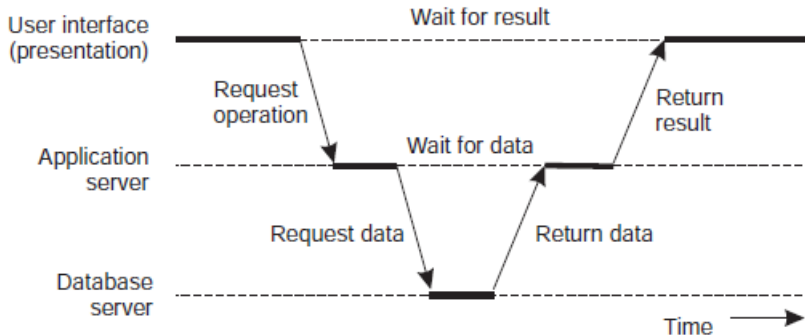 User interface
(presentation)
Wait for result
Request
operation
Return
result
Application
server
Wait for data
Request data
Return data
Database
server
Time